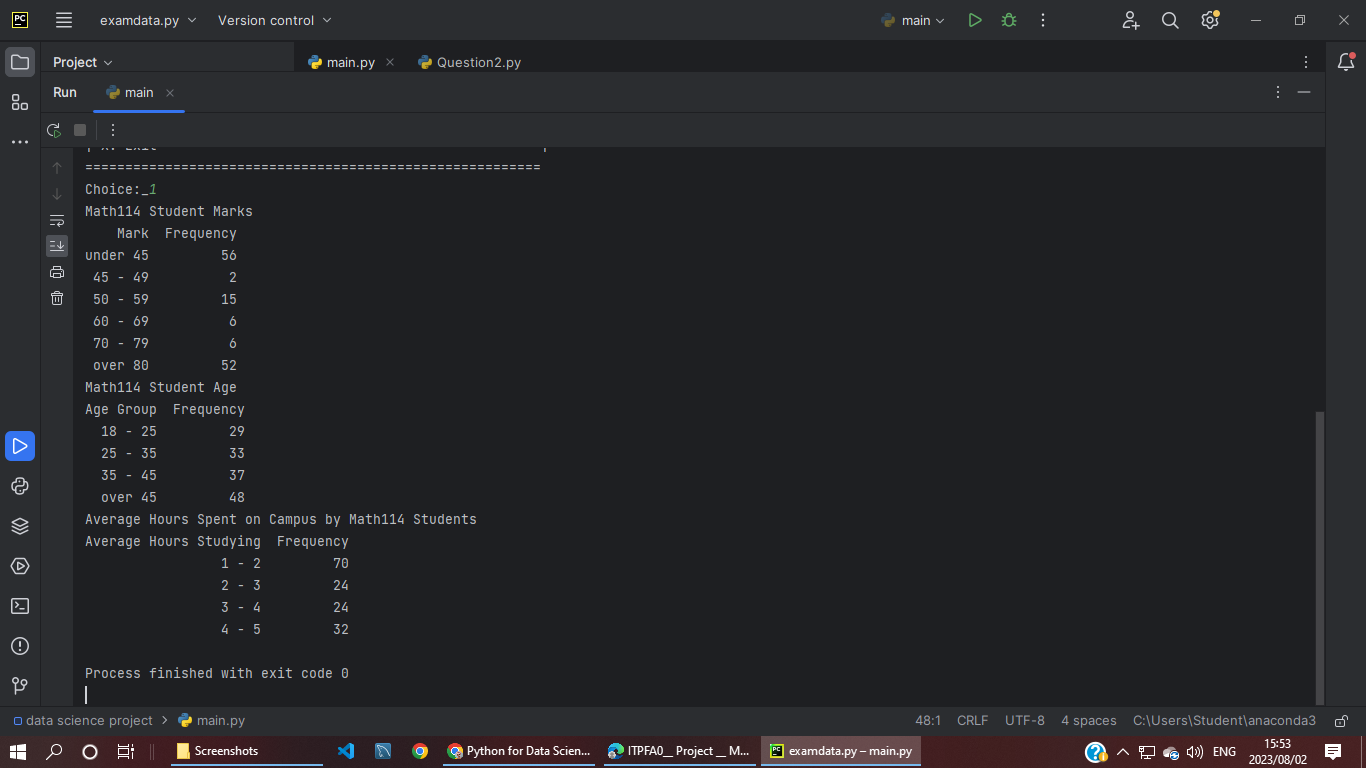 PC examdata.py Version control main
Project main.py Question2.py
Run main
=========================================================
Choice:_1
Math114 Student Marks
    Mark  Frequency
under 45         56
 45 - 49          2
 50 - 59         15
 60 - 69          6
 70 - 79          6
 over 80         52
Math114 Student Age
Age Group  Frequency
  18 - 25         29
  25 - 35         33
  35 - 45         37
  over 45         48
Average Hours Spent on Campus by Math114 Students
Average Hours Studying  Frequency
                 1 - 2         70
                 2 - 3         24
                 3 - 4         24
                 4 - 5         32
Process finished with exit code 0
data science project > main.py 48:1 CRLF UTF-8 4 spaces C:\Users\Student\anaconda3
Screenshots Python for Data Scien... ITPFA0__ Project __ M... PC examdata.py – main.py ENG 15:53
2023/08/02